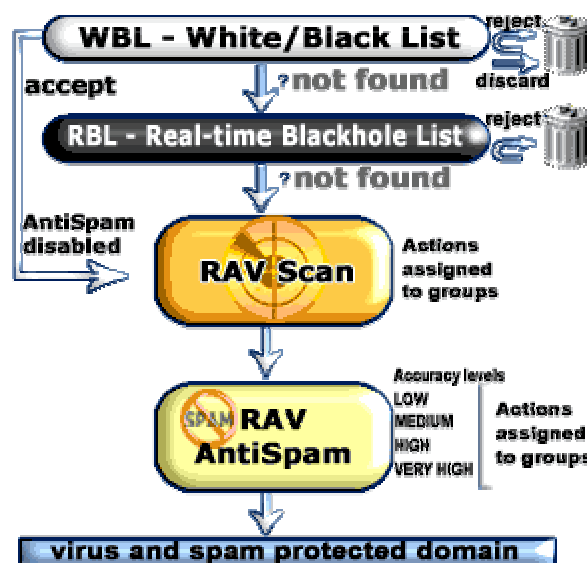 WBL - White/Black List
reject
discard
accept
? not found
RBL - Real-time Blackhole List
reject
? not found
AntiSpam
disabled
RAV Scan
Actions
assigned
to groups
SPAM RAV
AntiSpam
Accuracy levels
LOW
MEDIUM
HIGH
VERY HIGH
Actions
assigned
to groups
virus and spam protected domain